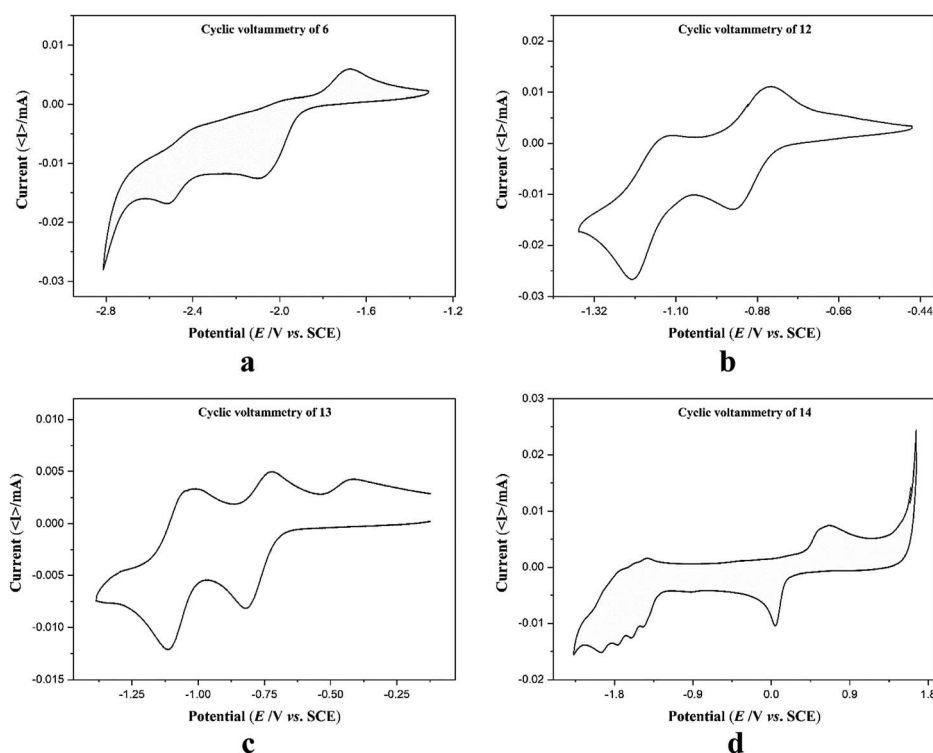 Cyclic voltammetry of 6
0.01
0.00
-0.01
-0.02
-0.03
Current (<I>/mA)
-2.8 -2.4 -2.0 -1.6 -1.2
Potential (E /V vs. SCE)
a
Cyclic voltammetry of 12
0.02
0.01
0.00
-0.01
-0.02
-0.03
Current (<I>/mA)
-1.32 -1.10 -0.88 -0.66 -0.44
Potential (E /V vs. SCE)
b
Cyclic voltammetry of 13
0.010
0.005
0.000
-0.005
-0.010
-0.015
Current (<I>/mA)
-1.25 -1.00 -0.75 -0.50 -0.25
Potential (E /V vs. SCE)
c
Cyclic voltammetry of 14
0.03
0.02
0.01
0.00
-0.01
-0.02
Current (<I>/mA)
-1.8 -0.9 0.0 0.9 1.8
Potential (E /V vs. SCE)
d